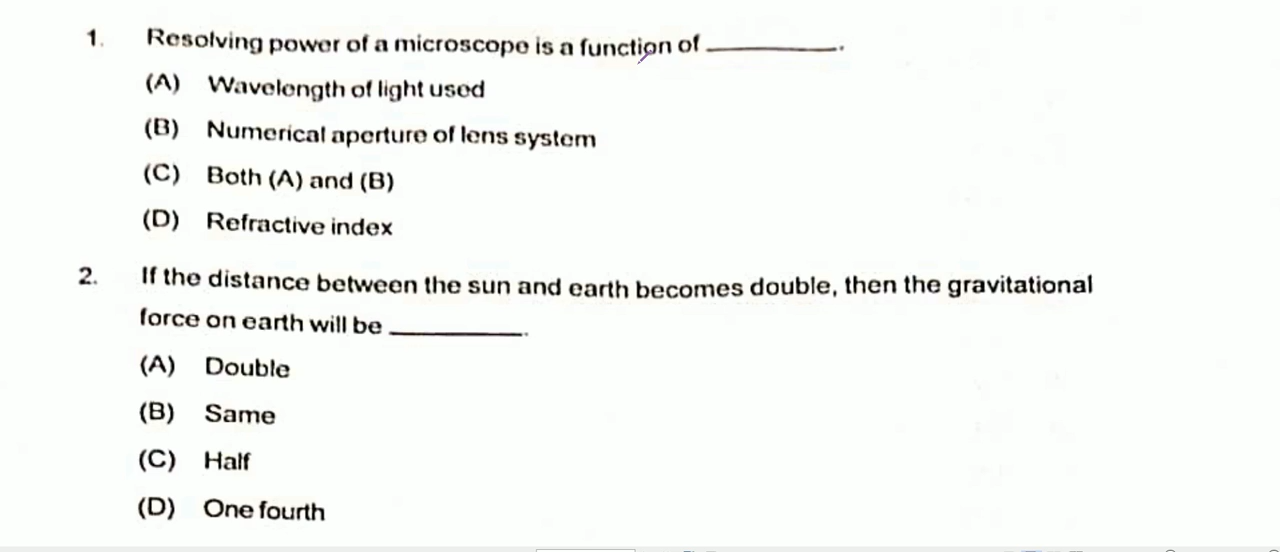 1. Resolving power of a microscope is a function of ________.
(A) Wavelength of light used
(B) Numerical aperture of lens system
(C) Both (A) and (B)
(D) Refractive index
2. If the distance between the sun and earth becomes double, then the gravitational
force on earth will be ________.
(A) Double
(B) Same
(C) Half
(D) One fourth